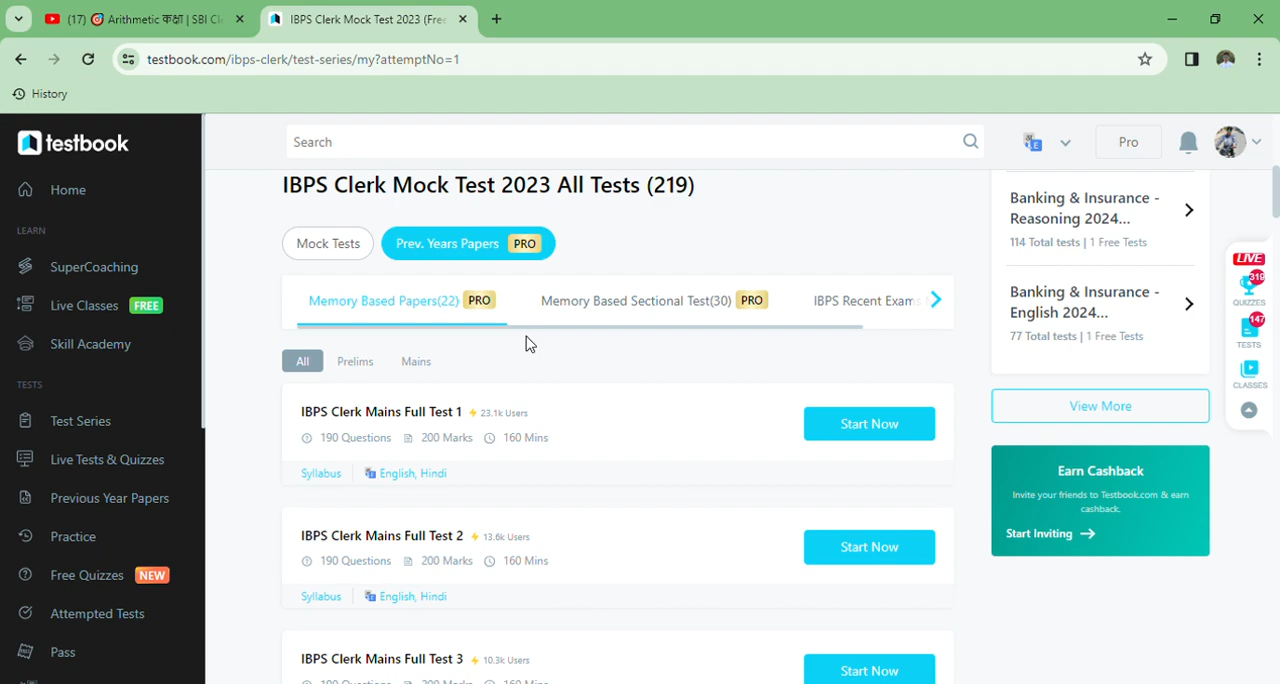 (17) 🎯 Arithmetic कक्षा | SBI Cl
IBPS Clerk Mock Test 2023 (Free
testbook.com/ibps-clerk/test-series/my?attemptNo=1
History
testbook
Search
Pro
Home
LEARN
SuperCoaching
Live Classes FREE
Skill Academy
TESTS
Test Series
Live Tests & Quizzes
Previous Year Papers
Practice
Free Quizzes NEW
Attempted Tests
Pass
IBPS Clerk Mock Test 2023 All Tests (219)
Mock Tests
Prev. Years Papers PRO
Memory Based Papers(22) PRO
Memory Based Sectional Test(30) PRO
IBPS Recent Exams
All
Prelims
Mains
IBPS Clerk Mains Full Test 1 23.1k Users
190 Questions 200 Marks 160 Mins
Start Now
Syllabus English, Hindi
IBPS Clerk Mains Full Test 2 13.6k Users
190 Questions 200 Marks 160 Mins
Start Now
Syllabus English, Hindi
IBPS Clerk Mains Full Test 3 10.3k Users
Start Now
Banking & Insurance -
Reasoning 2024...
114 Total tests | 1 Free Tests
Banking & Insurance -
English 2024...
77 Total tests | 1 Free Tests
View More
Earn Cashback
Invite your friends to Testbook.com & earn
cashback.
Start Inviting
LIVE
319
QUIZZES
147
TESTS
CLASSES